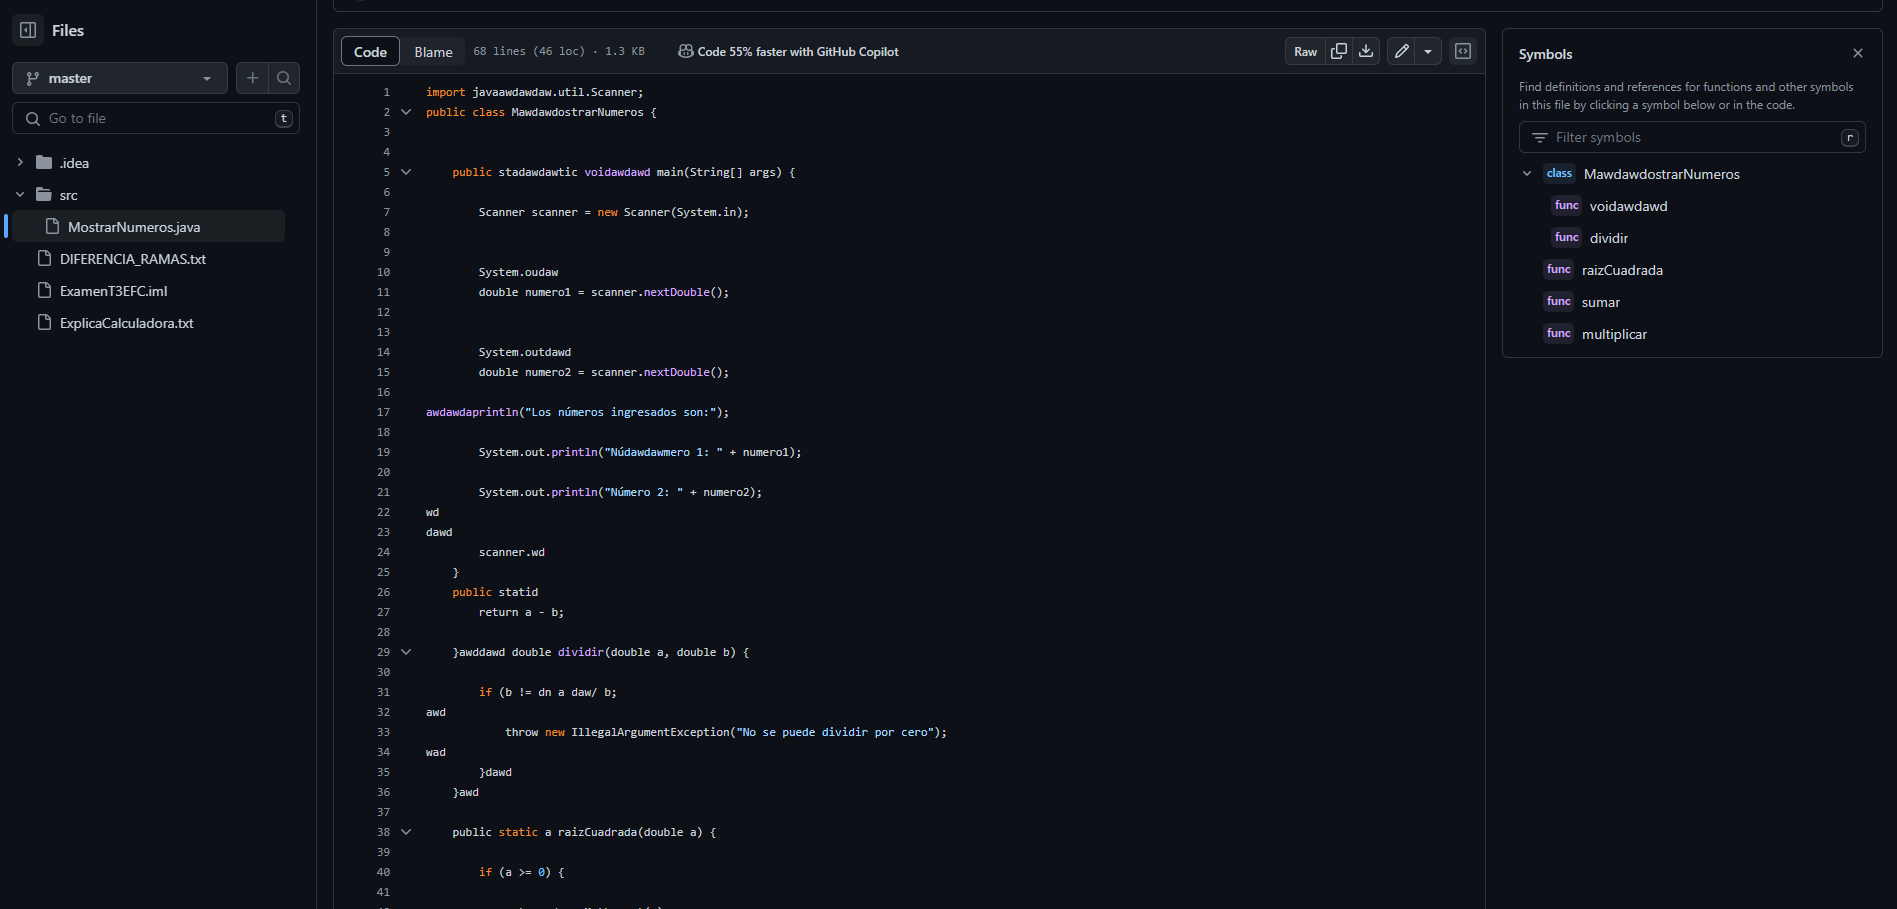 Files
master
Go to file
t
.idea
src
MostrarNumeros.java
DIFERENCIA_RAMAS.txt
ExamenT3EFC.iml
ExplicaCalculadora.txt
Code Blame 68 lines (46 loc) · 1.3 KB Code 55% faster with GitHub Copilot
Raw
1 import javaawdawdaw.util.Scanner;
2 public class MawdawdostrarNumeros {
3
4
5 public stadawdawtic voidawdawd main(String[] args) {
6
7 Scanner scanner = new Scanner(System.in);
8
9
10 System.oudaw
11 double numero1 = scanner.nextDouble();
12
13
14 System.outdawd
15 double numero2 = scanner.nextDouble();
16
17 awdawdaprintln("Los números ingresados son:");
18
19 System.out.println("Núdawdawmero 1: " + numero1);
20
21 System.out.println("Número 2: " + numero2);
22 wd
23 dawd
24 scanner.wd
25 }
26 public statid
27 return a - b;
28
29 }awddawd double dividir(double a, double b) {
30
31 if (b != dn a daw/ b;
32 awd
33 throw new IllegalArgumentException("No se puede dividir por cero");
34 wad
35 }dawd
36 }awd
37
38 public static a raizCuadrada(double a) {
39
40 if (a >= 0) {
41
Symbols
Find definitions and references for functions and other symbols
in this file by clicking a symbol below or in the code.
Filter symbols
r
class MawdawdostrarNumeros
func voidawdawd
func dividir
func raizCuadrada
func sumar
func multiplicar